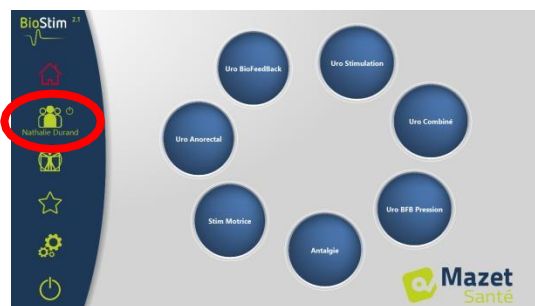 BioStim 2.1
Uro BioFeedBack
Uro Stimulation
Nathalie Durand
Uro Anorectal
Uro Combiné
Stim Motrice
Uro BFB Pression
Antalgie
Mazet
Santé